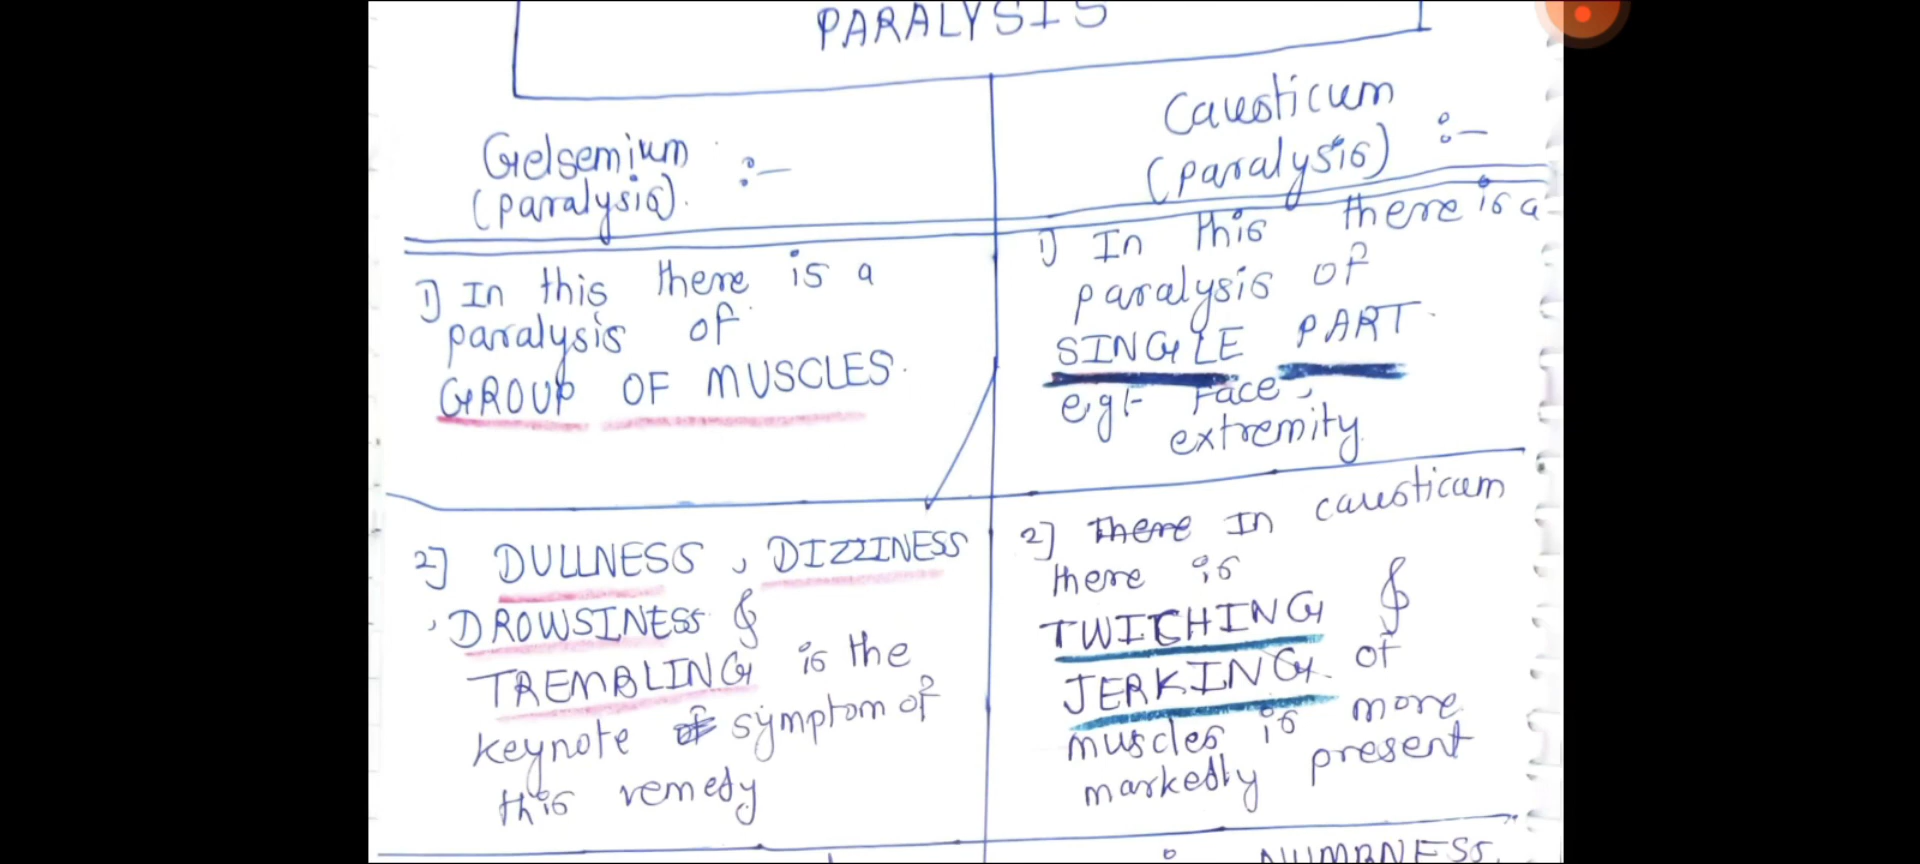 PARALYSIS
Gelsemium :-
(paralysis).
Causticum :-
(paralysis)
1) In this there is a
paralysis of
GROUP OF MUSCLES.
1) In this there is a
paralysis of
SINGLE PART.
eg:- Face,
extremity.
2] DULLNESS, DIZZINESS
, DROWSINESS &
TREMBLING is the
keynote of symptom of
this remedy
2] There In causticum
there is
TWITCHING &
JERKING of
muscles is more
markedly present
NUMBNESS,